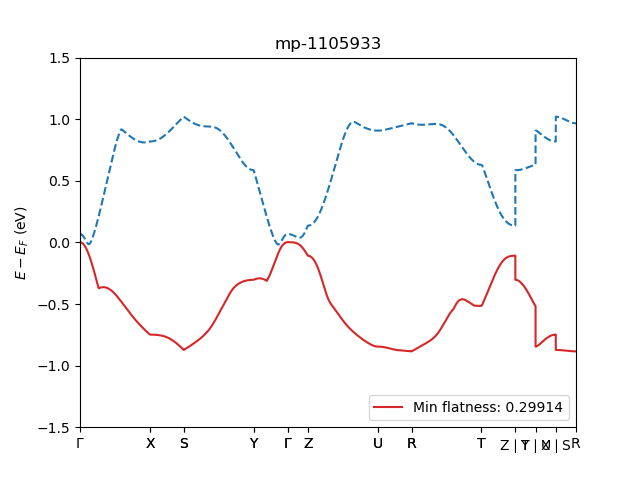 mp-1105933
1.5
1.0
0.5
0.0
−0.5
−1.0
−1.5
E − E_F (eV)
Min flatness: 0.29914
Γ X S Y Γ Z U R T Z | Y | X | S R